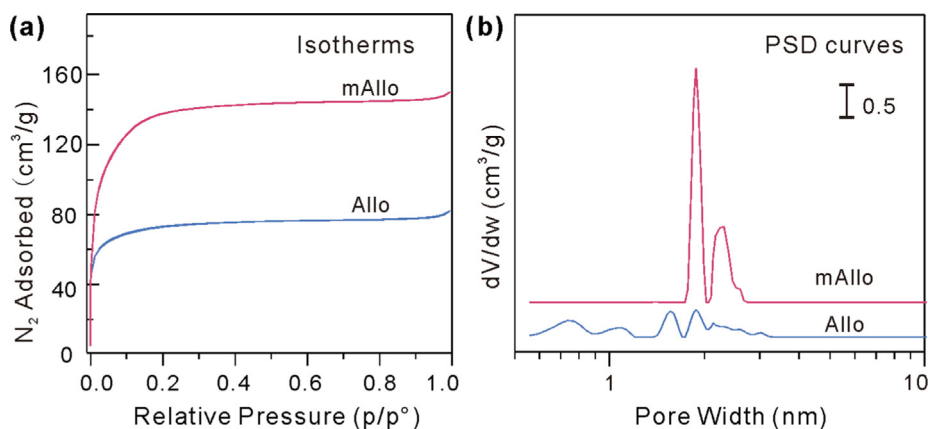 (a)
Isotherms
160
mAllo
120
Allo
80
40
0
0.0 0.2 0.4 0.6 0.8 1.0
Relative Pressure (p/p°)
N₂ Adsorbed (cm³/g)
(b)
PSD curves
0.5
mAllo
Allo
1 10
Pore Width (nm)
dV/dw (cm³/g)